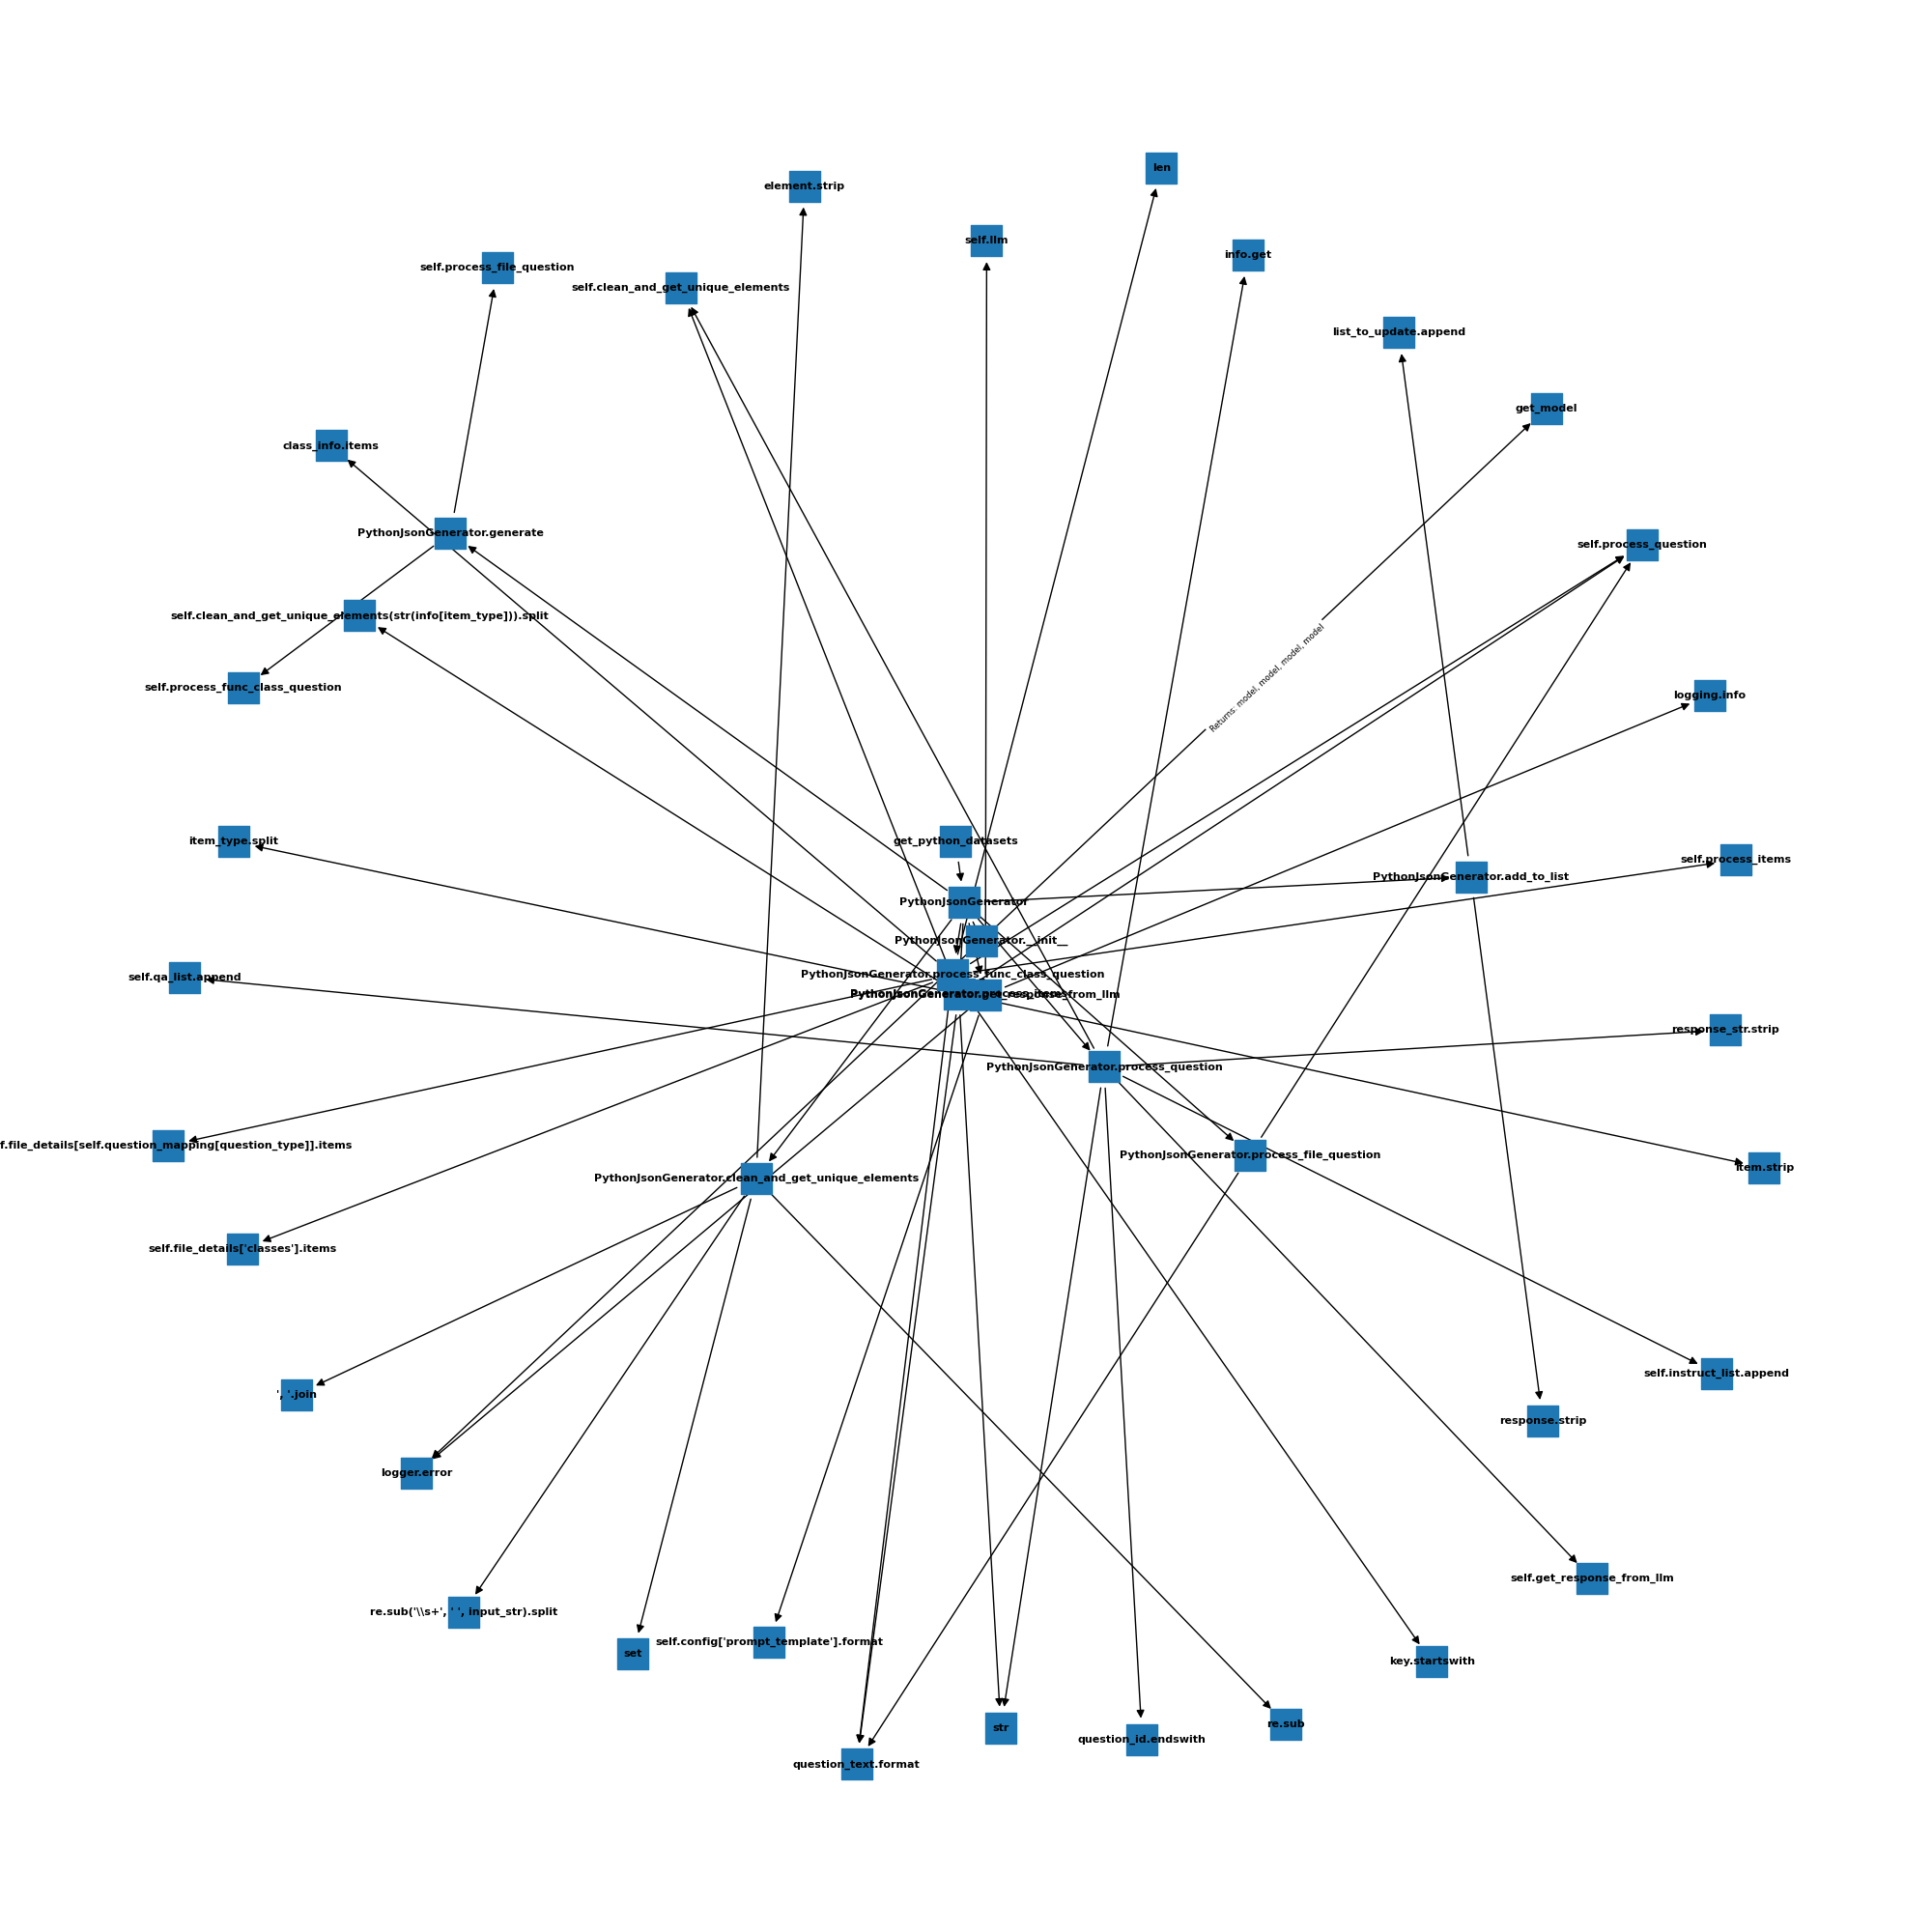 len
element.strip
self.llm
info.get
self.process_file_question
self.clean_and_get_unique_elements
list_to_update.append
get_model
class_info.items
PythonJsonGenerator.generate
self.process_question
self.clean_and_get_unique_elements(str(info[item_type])).split
Returns: model, model, model, model
self.process_func_class_question
logging.info
item_type.split
get_python_datasets
self.process_items
PythonJsonGenerator.add_to_list
PythonJsonGenerator
PythonJsonGenerator.__init__
self.qa_list.append
PythonJsonGenerator.process_func_class_question
PythonJsonGenerator.process_items
PythonJsonGenerator.get_response_from_llm
response_str.strip
PythonJsonGenerator.process_question
f.file_details[self.question_mapping[question_type]].items
PythonJsonGenerator.process_file_question
item.strip
PythonJsonGenerator.clean_and_get_unique_elements
self.file_details['classes'].items
self.instruct_list.append
', '.join
response.strip
logger.error
self.get_response_from_llm
re.sub('\\s+', ' ', input_str).split
self.config['prompt_template'].format
set
key.startswith
re.sub
str
question_id.endswith
question_text.format